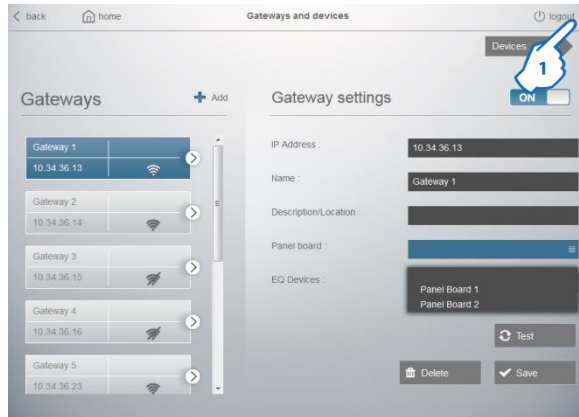 back
home
Gateways and devices
logout
Devices
1
Gateways
Add
Gateway settings
ON
Gateway 1
10.34.36.13
Gateway 2
10.34.36.14
Gateway 3
10.34.36.15
Gateway 4
10.34.36.16
Gateway 5
10.34.36.23
IP Address :
10.34.36.13
Name :
Gateway 1
Description/Location :
Panel board :
EQ Devices :
Panel Board 1
Panel Board 2
Test
Delete
Save